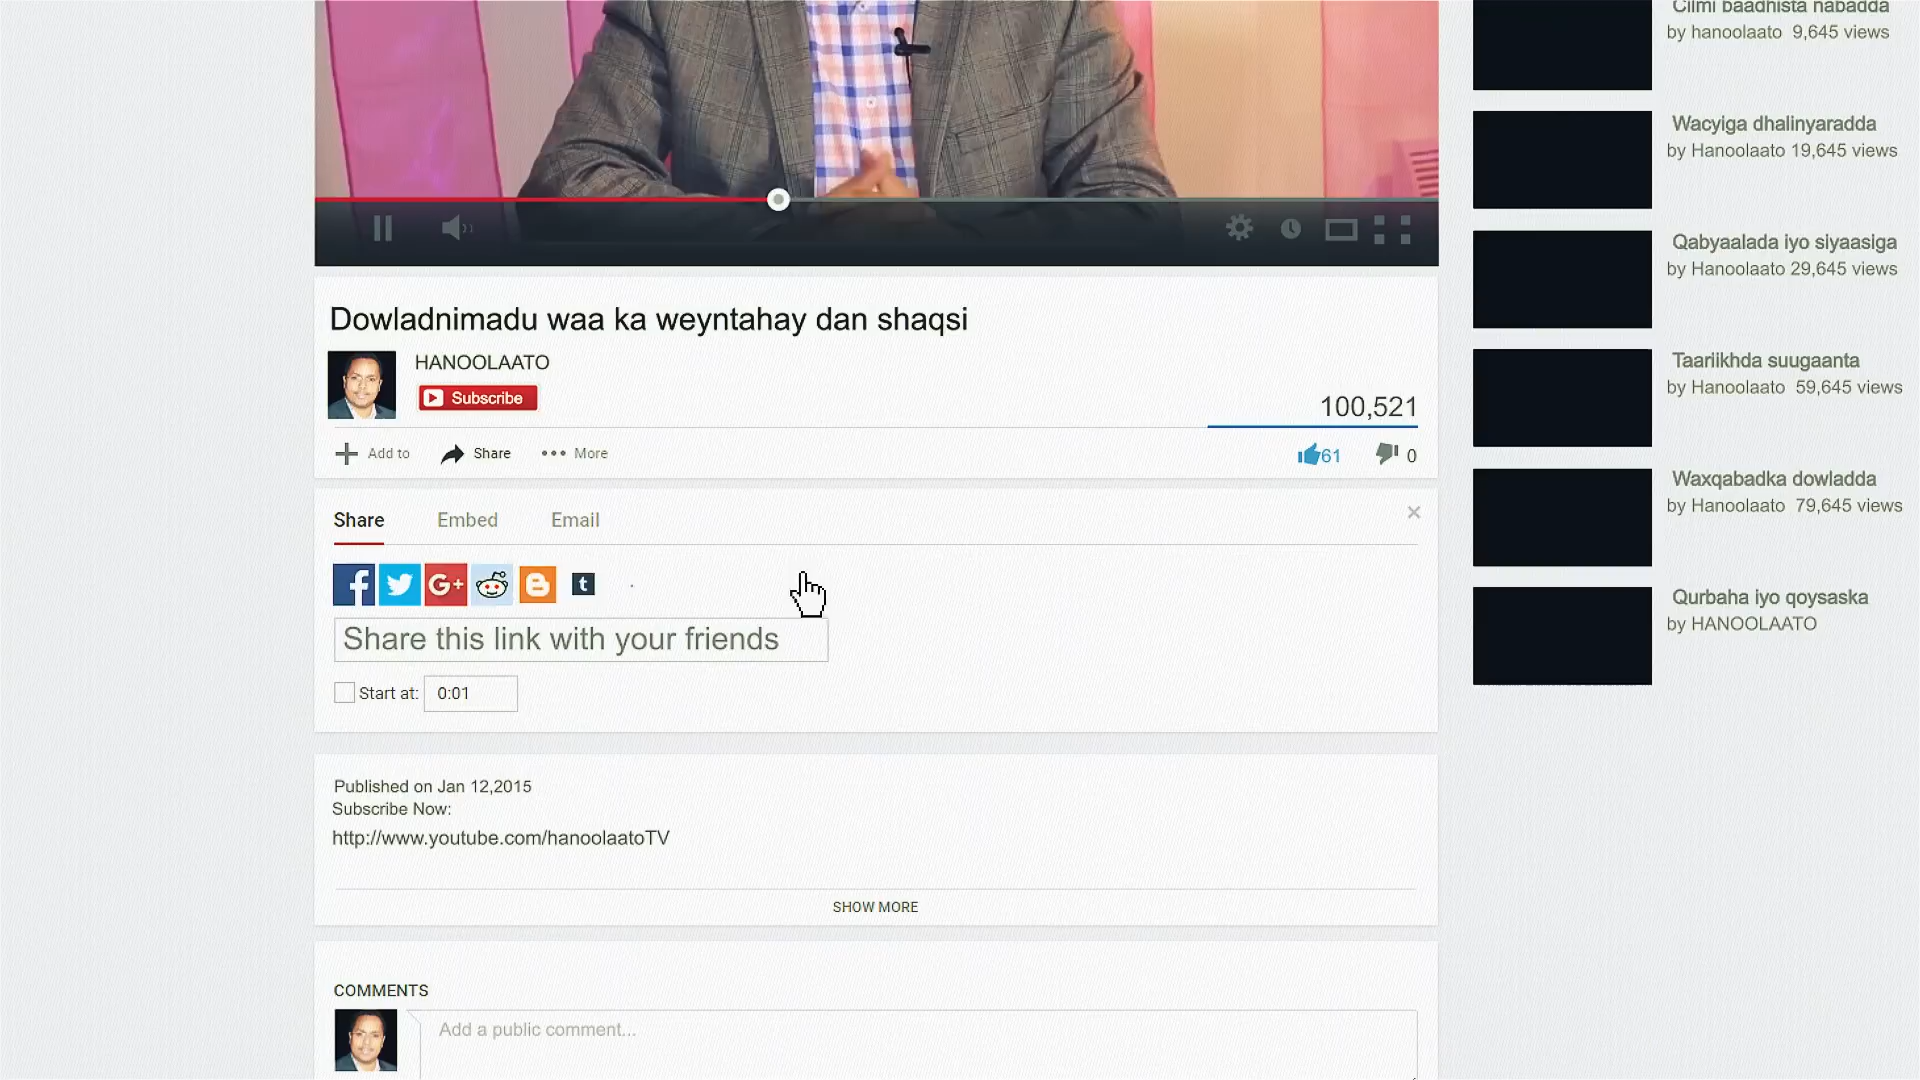 Cilmi baadhista nabadda
by hanoolaato 9,645 views
Wacyiga dhalinyaradda
by Hanoolaato 19,645 views
Qabyaalada iyo siyaasiga
by Hanoolaato 29,645 views
Taariikhda suugaanta
by Hanoolaato 59,645 views
Waxqabadka dowladda
by Hanoolaato 79,645 views
Qurbaha iyo qoysaska
by HANOOLAATO
Dowladnimadu waa ka weyntahay dan shaqsi
HANOOLAATO
Subscribe
100,521
Add to Share More
61 0
Share Embed Email
Share this link with your friends
Start at: 0:01
Published on Jan 12,2015
Subscribe Now:
http://www.youtube.com/hanoolaatoTV
SHOW MORE
COMMENTS
Add a public comment...